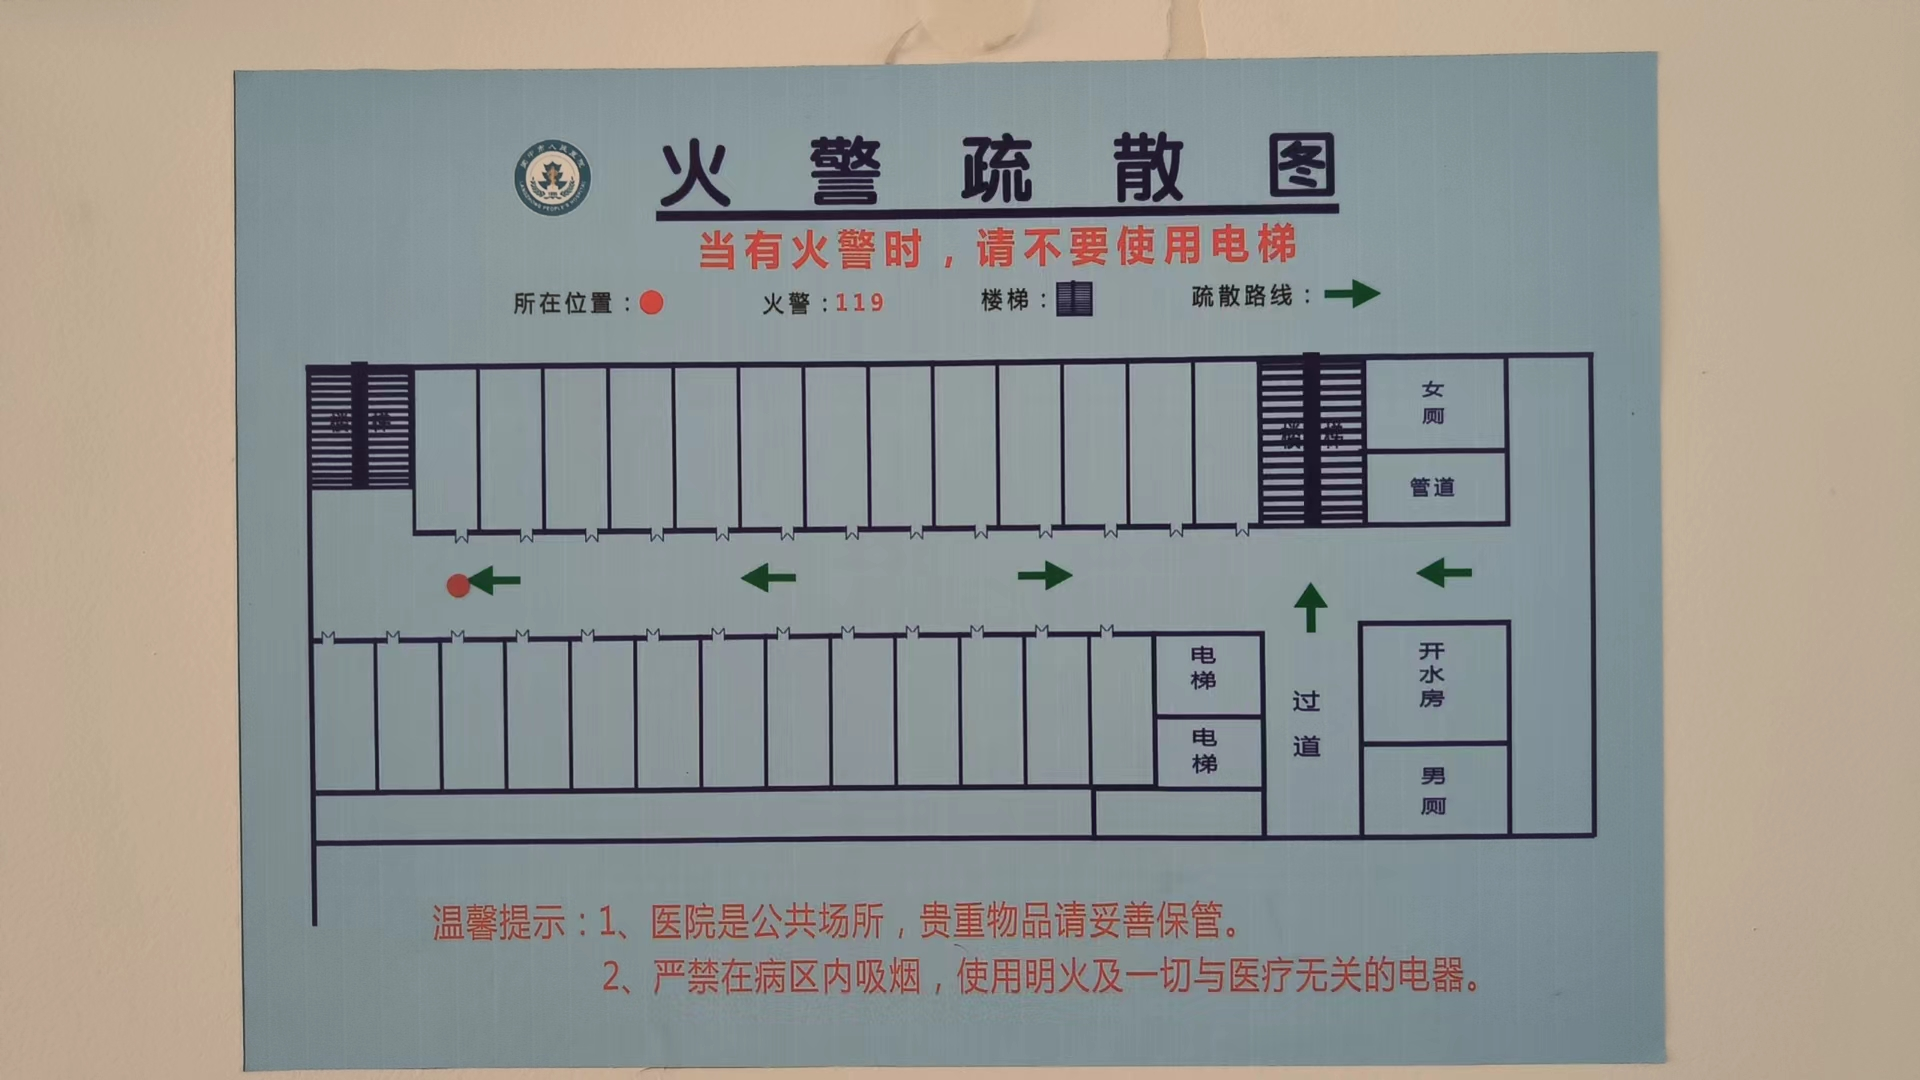 火警疏散图
当有火警时，请不要使用电梯
所在位置： 火警：119 楼梯： 疏散路线：
楼梯
楼梯
女厕
管道
电梯
电梯
过道
开水房
男厕
温馨提示：1、医院是公共场所，贵重物品请妥善保管。
2、严禁在病区内吸烟，使用明火及一切与医疗无关的电器。